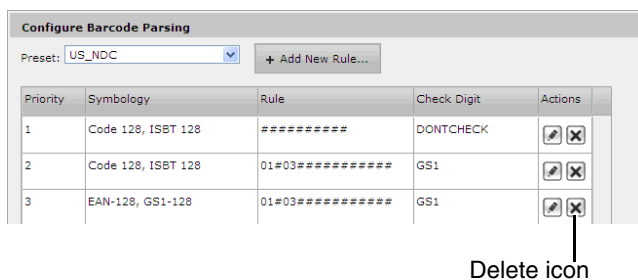 Configure Barcode Parsing
Preset: US_NDC + Add New Rule...
Priority Symbology Rule Check Digit Actions
1 Code 128, ISBT 128 ########## DONTCHECK
2 Code 128, ISBT 128 01#03########### GS1
3 EAN-128, GS1-128 01#03########### GS1
Delete icon